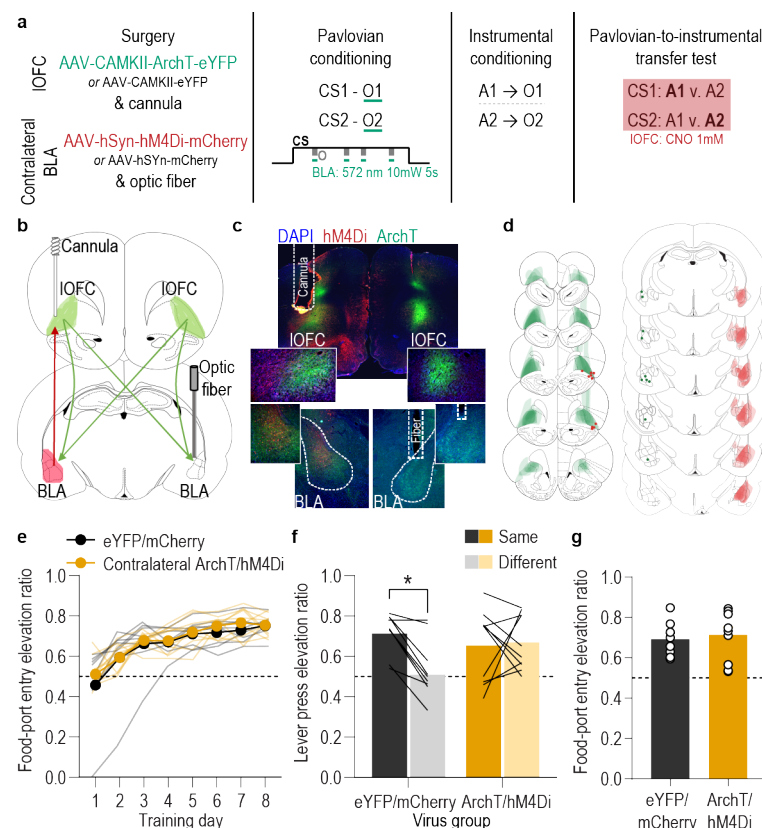 a
Surgery
lOFC
AAV-CAMKII-ArchT-eYFP
or AAV-CAMKII-eYFP
& cannula
Contralateral
BLA
AAV-hSyn-hM4Di-mCherry
or AAV-hSYn-mCherry
& optic fiber
Pavlovian
conditioning
CS1 - O1
CS2 - O2
CS
O
BLA: 572 nm 10mW 5s
Instrumental
conditioning
A1 → O1
A2 → O2
Pavlovian-to-instrumental
transfer test
CS1: A1 v. A2
CS2: A1 v. A2
lOFC: CNO 1mM
b
Cannula
lOFC
lOFC
Optic
fiber
BLA
BLA
c
DAPI hM4Di ArchT
Cannula
lOFC
lOFC
Fiber
BLA
BLA
d
e
eYFP/mCherry
Contralateral ArchT/hM4Di
Food-port entry elevation ratio
1.0
0.8
0.6
0.4
0.2
0.0
1 2 3 4 5 6 7 8
Training day
f
Same
Different
Lever press elevation ratio
1.0
0.8
0.6
0.4
0.2
0.0
*
eYFP/mCherry ArchT/hM4Di
Virus group
g
Food-port entry elevation ratio
1.0
0.8
0.6
0.4
0.2
0.0
eYFP/
mCherry
ArchT/
hM4Di